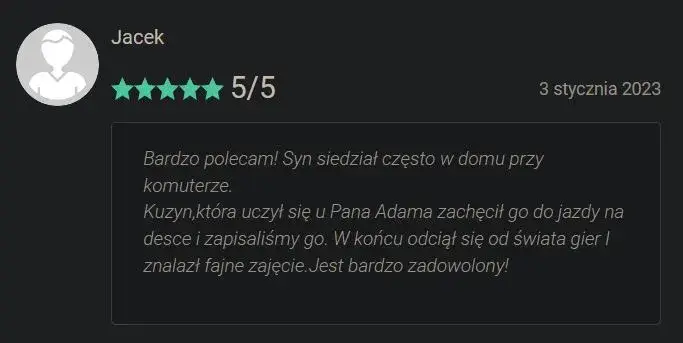 Jacek
5/5
3 stycznia 2023
Bardzo polecam! Syn siedział często w domu przy
komuterze.
Kuzyn,która uczył się u Pana Adama zachęcił go do jazdy na
desce i zapisaliśmy go. W końcu odciął się od świata gier I
znalazł fajne zajęcie.Jest bardzo zadowolony!